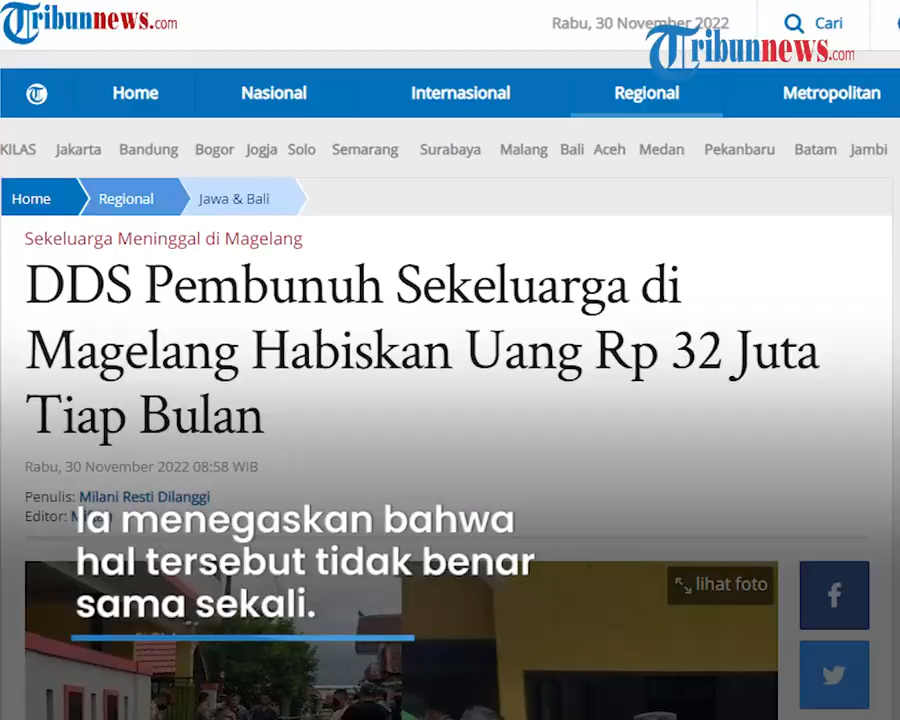 Tribunnews.com
Rabu, 30 November 2022
Cari
Tribunnews.com
Home Nasional Internasional Regional Metropolitan
KILAS Jakarta Bandung Bogor Jogja Solo Semarang Surabaya Malang Bali Aceh Medan Pekanbaru Batam Jambi
Home Regional Jawa & Bali
Sekeluarga Meninggal di Magelang
DDS Pembunuh Sekeluarga di
Magelang Habiskan Uang Rp 32 Juta
Tiap Bulan
Rabu, 30 November 2022 08:58 WIB
Penulis: Milani Resti Dilanggi
Editor:
Ia menegaskan bahwa
hal tersebut tidak benar
sama sekali.
lihat foto